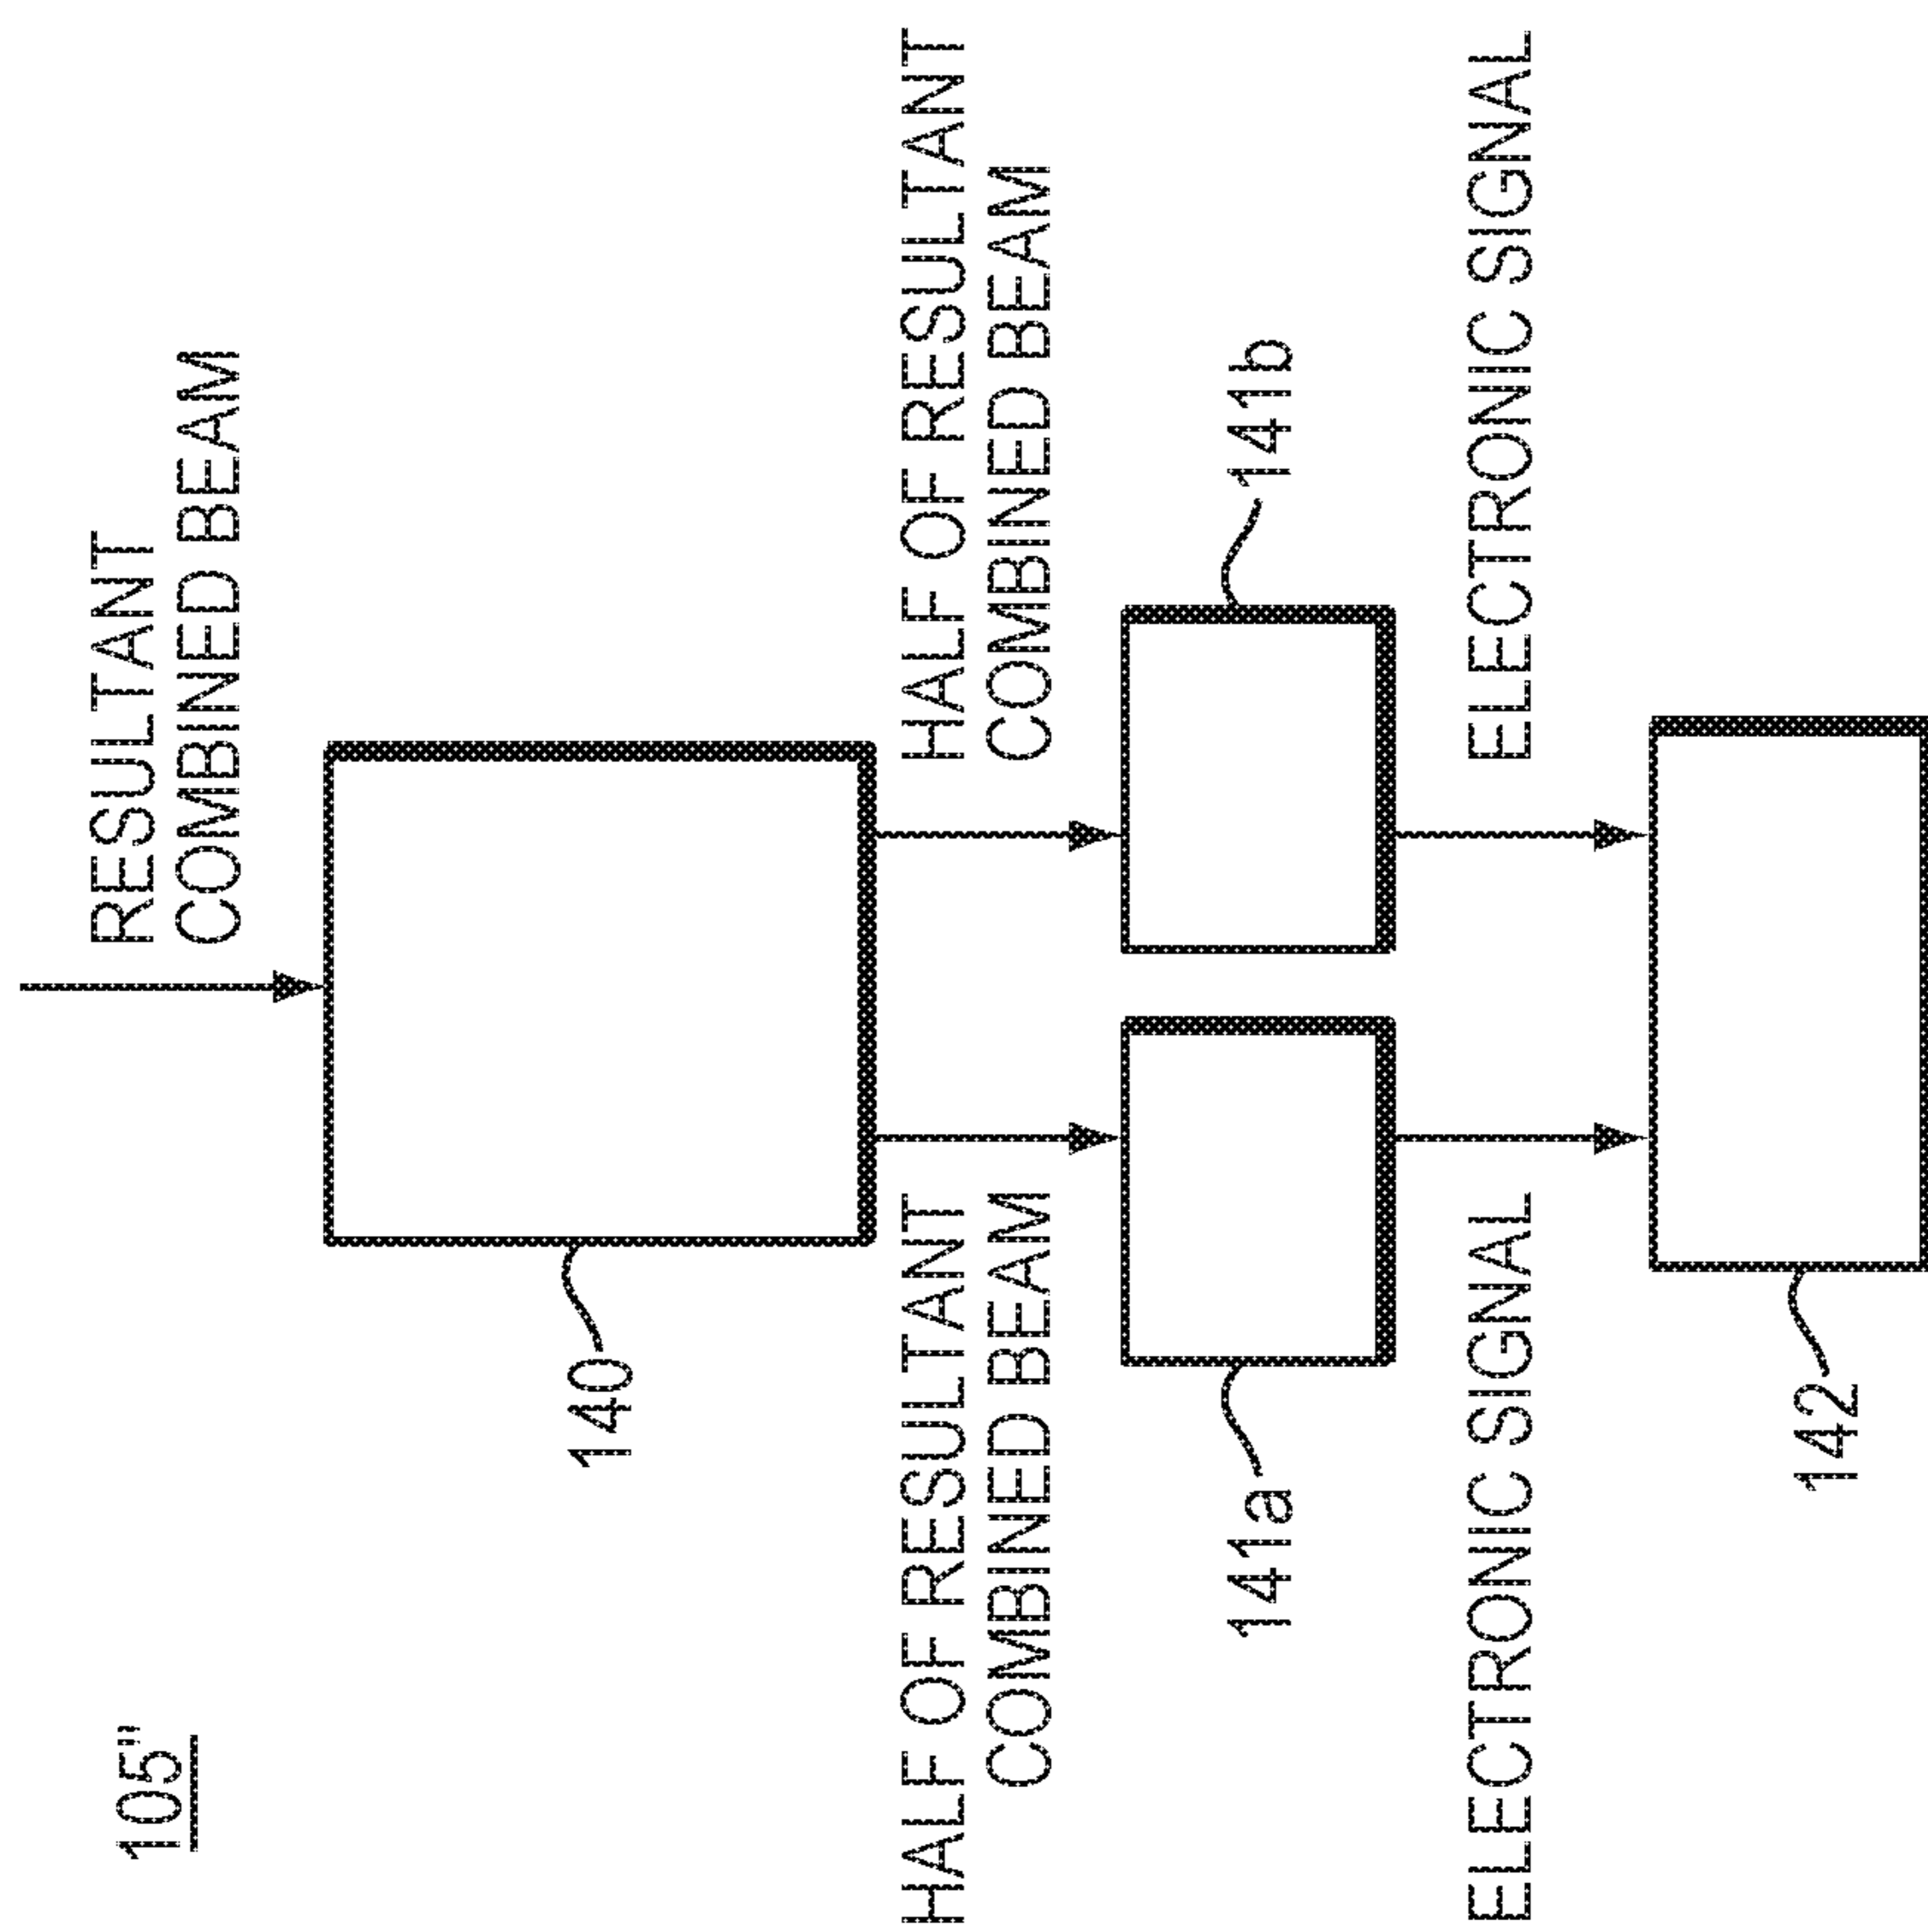 105"
RESULTANT
COMBINED BEAM
140
HALF OF RESULTANT
COMBINED BEAM
HALF OF RESULTANT
COMBINED BEAM
141a
141b
ELECTRONIC SIGNAL
ELECTRONIC SIGNAL
142